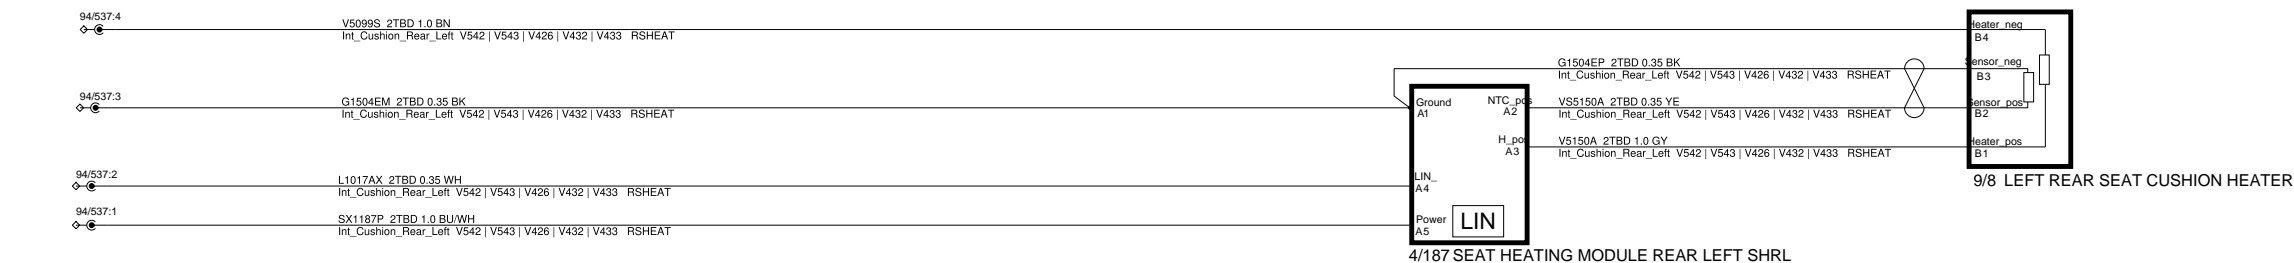 94/537:4
V5099S 2TBD 1.0 BN
Int_Cushion_Rear_Left V542 | V543 | V426 | V432 | V433 RSHEAT
Heater_neg
B4
G1504EP 2TBD 0.35 BK
Int_Cushion_Rear_Left V542 | V543 | V426 | V432 | V433 RSHEAT
Sensor_neg
B3
94/537:3
G1504EM 2TBD 0.35 BK
Int_Cushion_Rear_Left V542 | V543 | V426 | V432 | V433 RSHEAT
Ground
A1
NTC_pos
A2
VS5150A 2TBD 0.35 YE
Int_Cushion_Rear_Left V542 | V543 | V426 | V432 | V433 RSHEAT
Sensor_pos
B2
H_pos
A3
V5150A 2TBD 1.0 GY
Int_Cushion_Rear_Left V542 | V543 | V426 | V432 | V433 RSHEAT
Heater_pos
B1
9/8 LEFT REAR SEAT CUSHION HEATER
94/537:2
L1017AX 2TBD 0.35 WH
Int_Cushion_Rear_Left V542 | V543 | V426 | V432 | V433 RSHEAT
LIN_
A4
94/537:1
SX1187P 2TBD 1.0 BU/WH
Int_Cushion_Rear_Left V542 | V543 | V426 | V432 | V433 RSHEAT
Power
A5
LIN
4/187 SEAT HEATING MODULE REAR LEFT SHRL